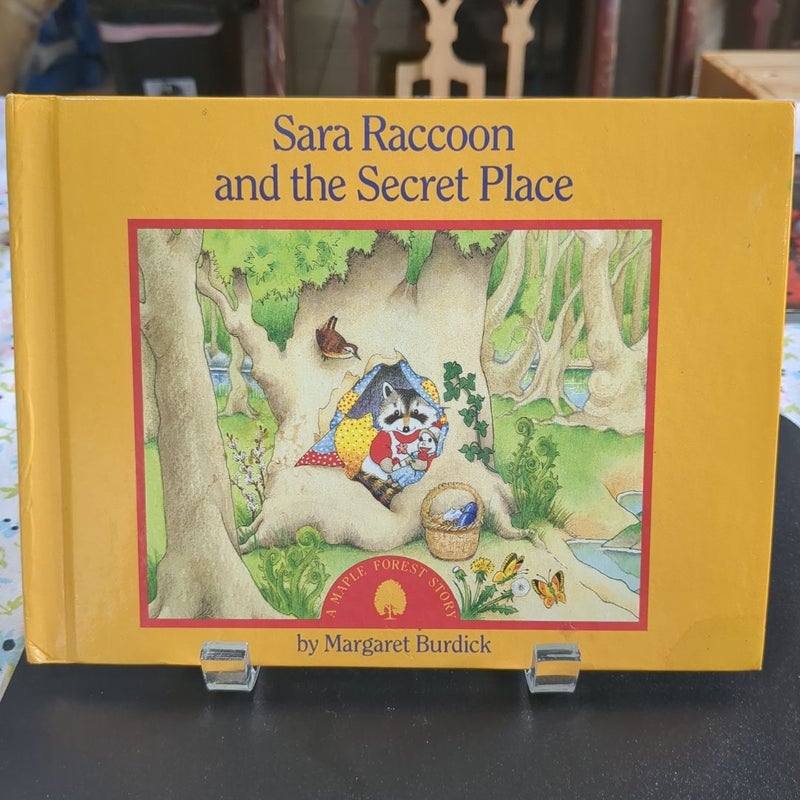 Sara Raccoon
and the Secret Place
A MAPLE FOREST STORY
by Margaret Burdick